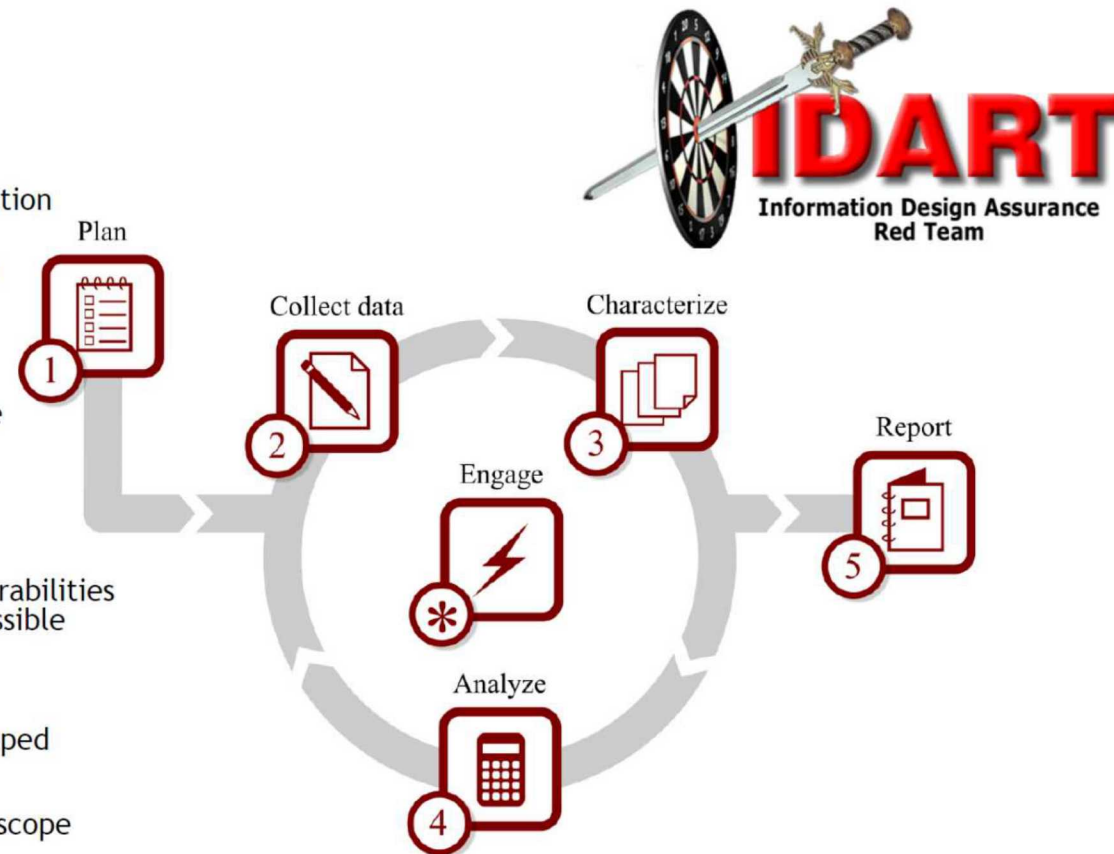 IDART
Information Design Assurance
Red Team
tion
Plan
1
Collect data
2
Characterize
3
Report
5
Engage
*
rabilities
ssible
Analyze
4
ped
scope